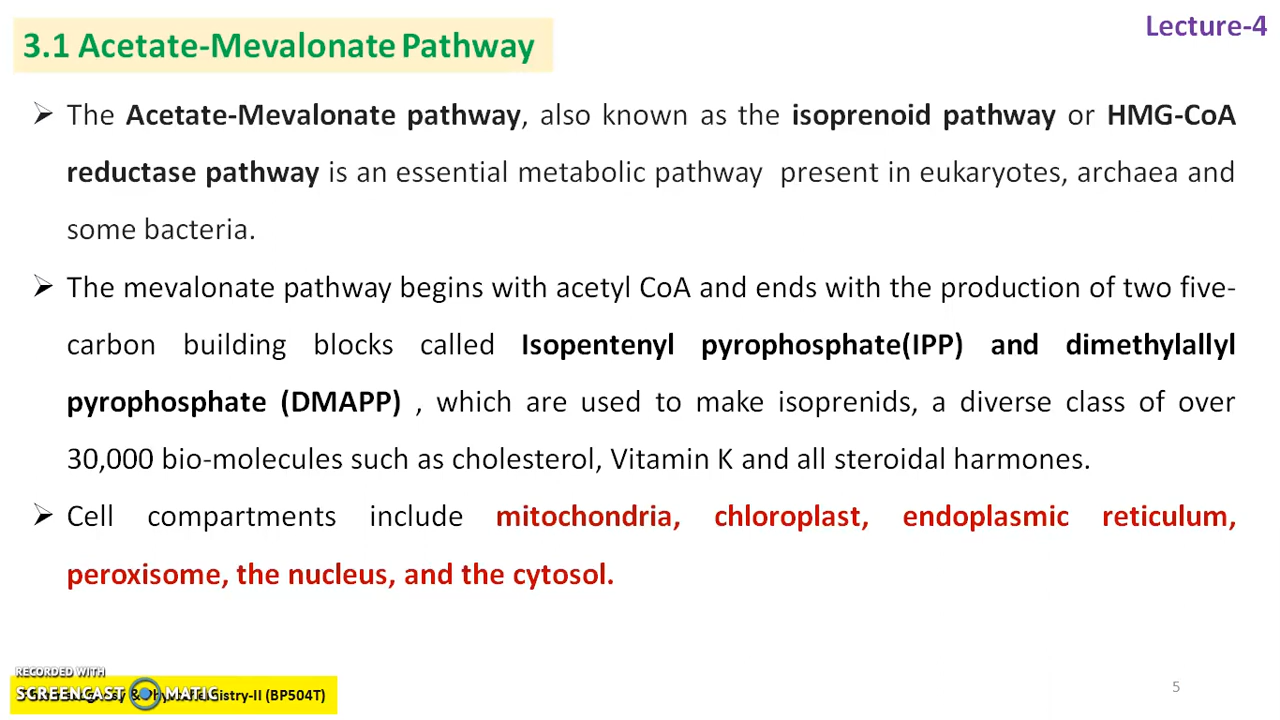 Lecture-4
3.1 Acetate-Mevalonate Pathway
➢ The Acetate-Mevalonate pathway, also known as the isoprenoid pathway or HMG-CoA
reductase pathway is an essential metabolic pathway present in eukaryotes, archaea and
some bacteria.
➢ The mevalonate pathway begins with acetyl CoA and ends with the production of two five-
carbon building blocks called Isopentenyl pyrophosphate(IPP) and dimethylallyl
pyrophosphate (DMAPP) , which are used to make isoprenids, a diverse class of over
30,000 bio-molecules such as cholesterol, Vitamin K and all steroidal harmones.
➢ Cell compartments include mitochondria, chloroplast, endoplasmic reticulum,
peroxisome, the nucleus, and the cytosol.
RECORDED WITH
SCREENCAST MATIC
(BP504T)
5